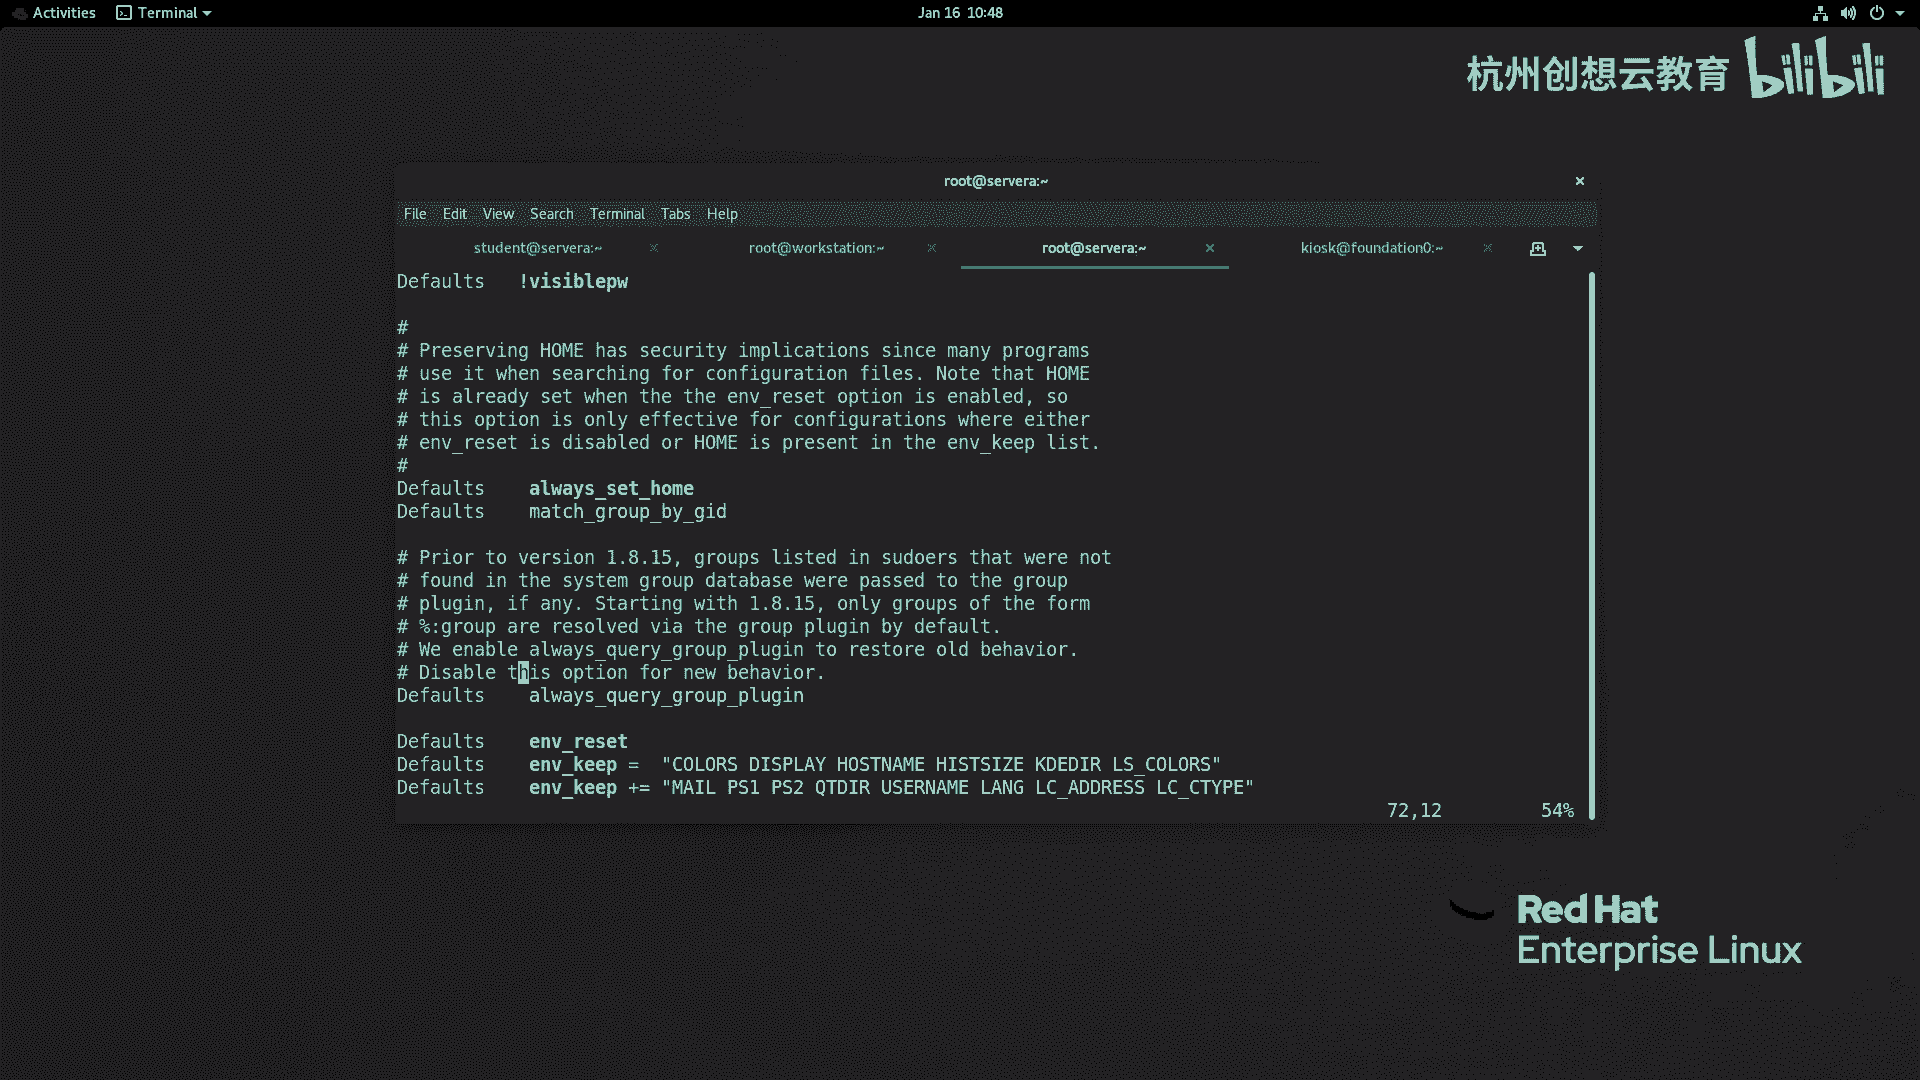 Activities Terminal Jan 16 10:48
杭州创想云教育 bilibili
root@servera:~
File Edit View Search Terminal Tabs Help
student@servera:~ root@workstation:~ root@servera:~ kiosk@foundation0:~
Defaults   !visiblepw
#
# Preserving HOME has security implications since many programs
# use it when searching for configuration files. Note that HOME
# is already set when the the env_reset option is enabled, so
# this option is only effective for configurations where either
# env_reset is disabled or HOME is present in the env_keep list.
#
Defaults    always_set_home
Defaults    match_group_by_gid
# Prior to version 1.8.15, groups listed in sudoers that were not
# found in the system group database were passed to the group
# plugin, if any. Starting with 1.8.15, only groups of the form
# %:group are resolved via the group plugin by default.
# We enable always_query_group_plugin to restore old behavior.
# Disable this option for new behavior.
Defaults    always_query_group_plugin
Defaults    env_reset
Defaults    env_keep =  "COLORS DISPLAY HOSTNAME HISTSIZE KDEDIR LS_COLORS"
Defaults    env_keep += "MAIL PS1 PS2 QTDIR USERNAME LANG LC_ADDRESS LC_CTYPE"
72,12 54%
Red Hat
Enterprise Linux